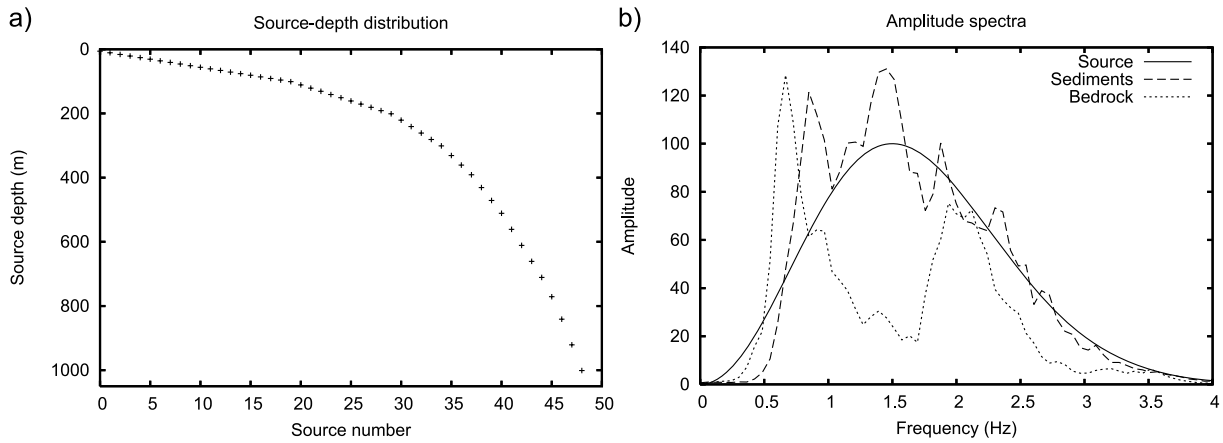 a)
Source-depth distribution
0
200
400
600
800
1000
Source depth (m)
0 5 10 15 20 25 30 35 40 45 50
Source number
b)
Amplitude spectra
140
120
100
80
60
40
20
0
Amplitude
Source
Sediments
Bedrock
0 0.5 1 1.5 2 2.5 3 3.5 4
Frequency (Hz)